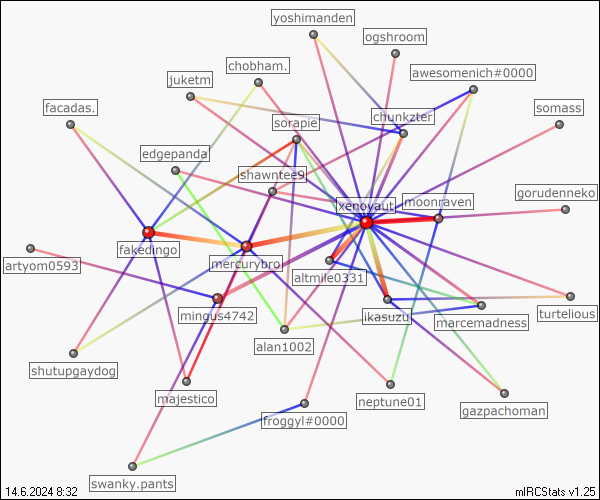 yoshimanden
ogshroom
chobham.
awesomenich#0000
juketm
facadas.
somass
sorapie
chunkzter
edgepanda
shawntee9
gorudenneko
xenoyaut
moonraven
fakedingo
mercurybro
artyom0593
altmile0331
mingus4742
ikasuzu
turtelious
marcemadness
alan1002
shutupgaydog
majestico
neptune01
gazpachoman
froggyl#0000
swanky.pants
14.6.2024 8:32
mIRCStats v1.25